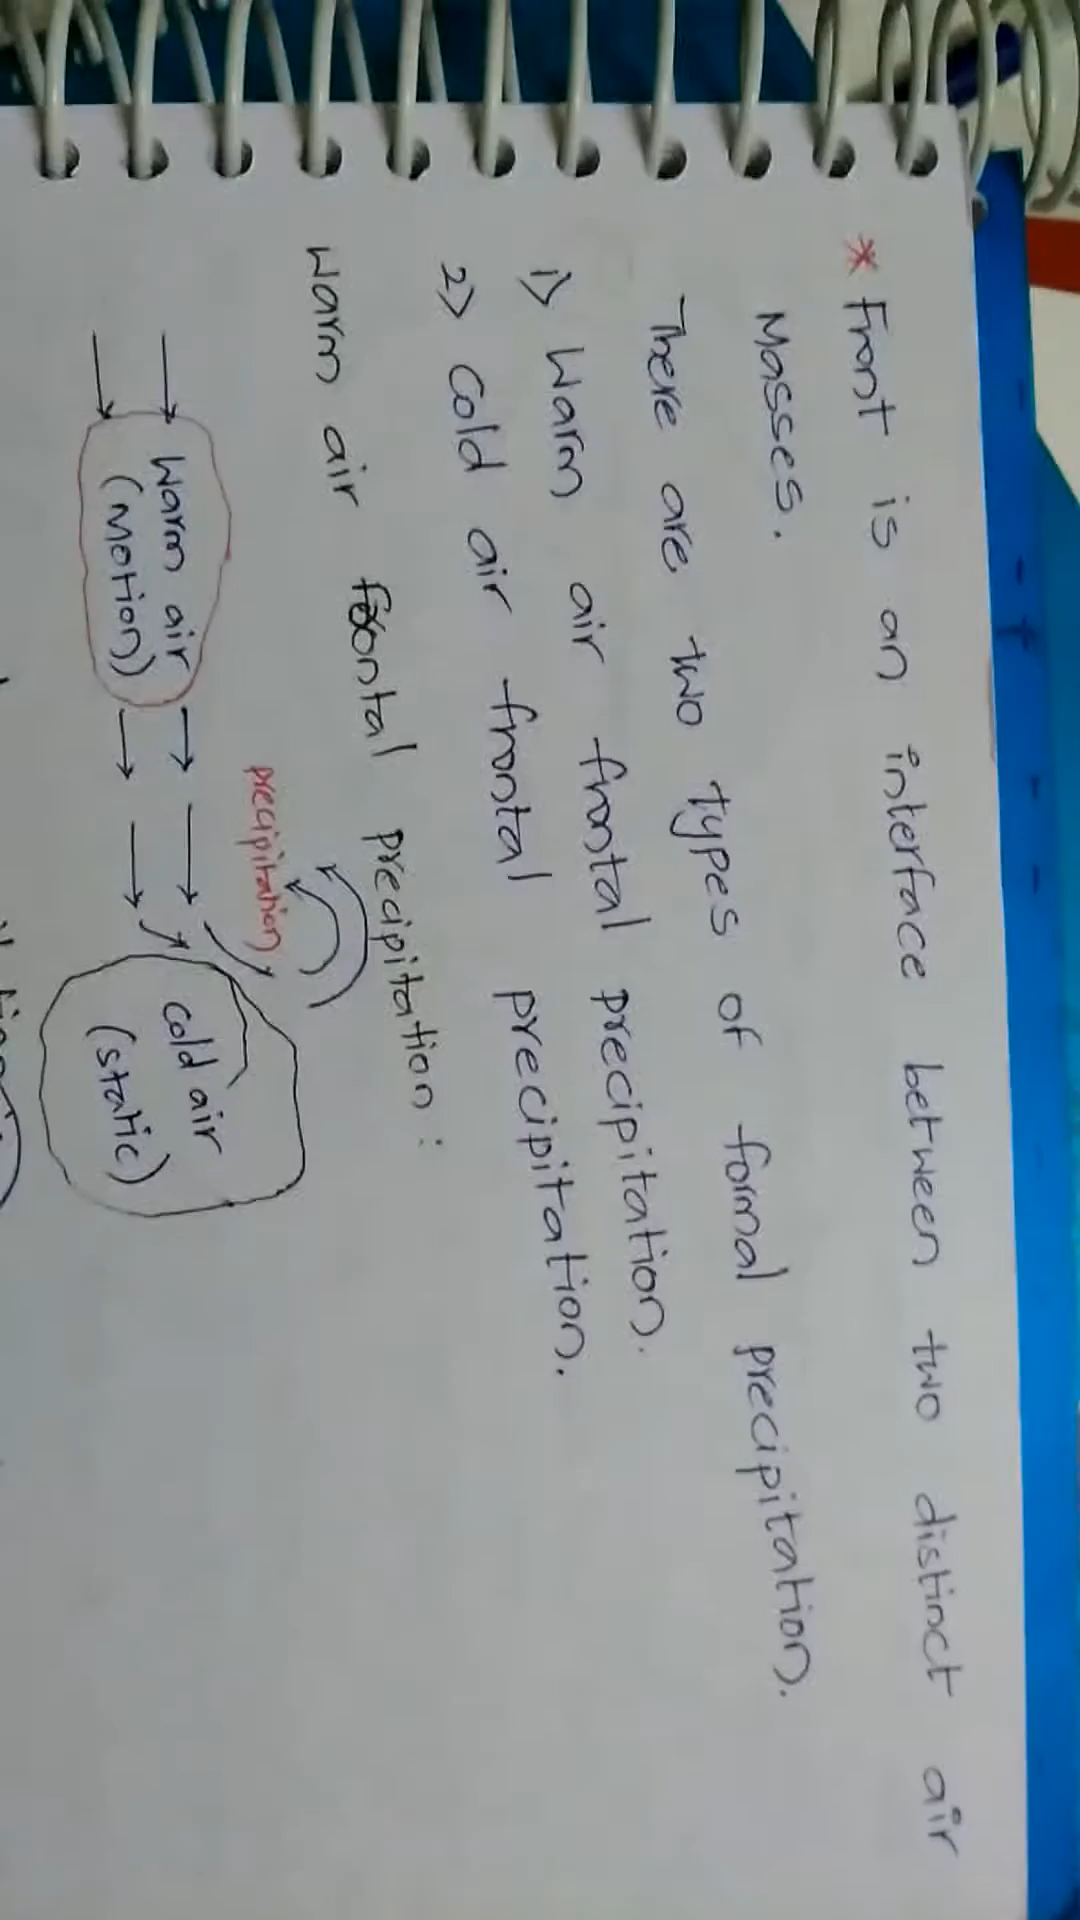 * Front is an interface between two distinct air
Masses.
There are two types of formal precipitation.
1) Warm air frontal precipitation.
2) Cold air frontal precipitation.
Warm air frontal precipitation :
precipitation
Warm air
(Motion)
cold air
(static)